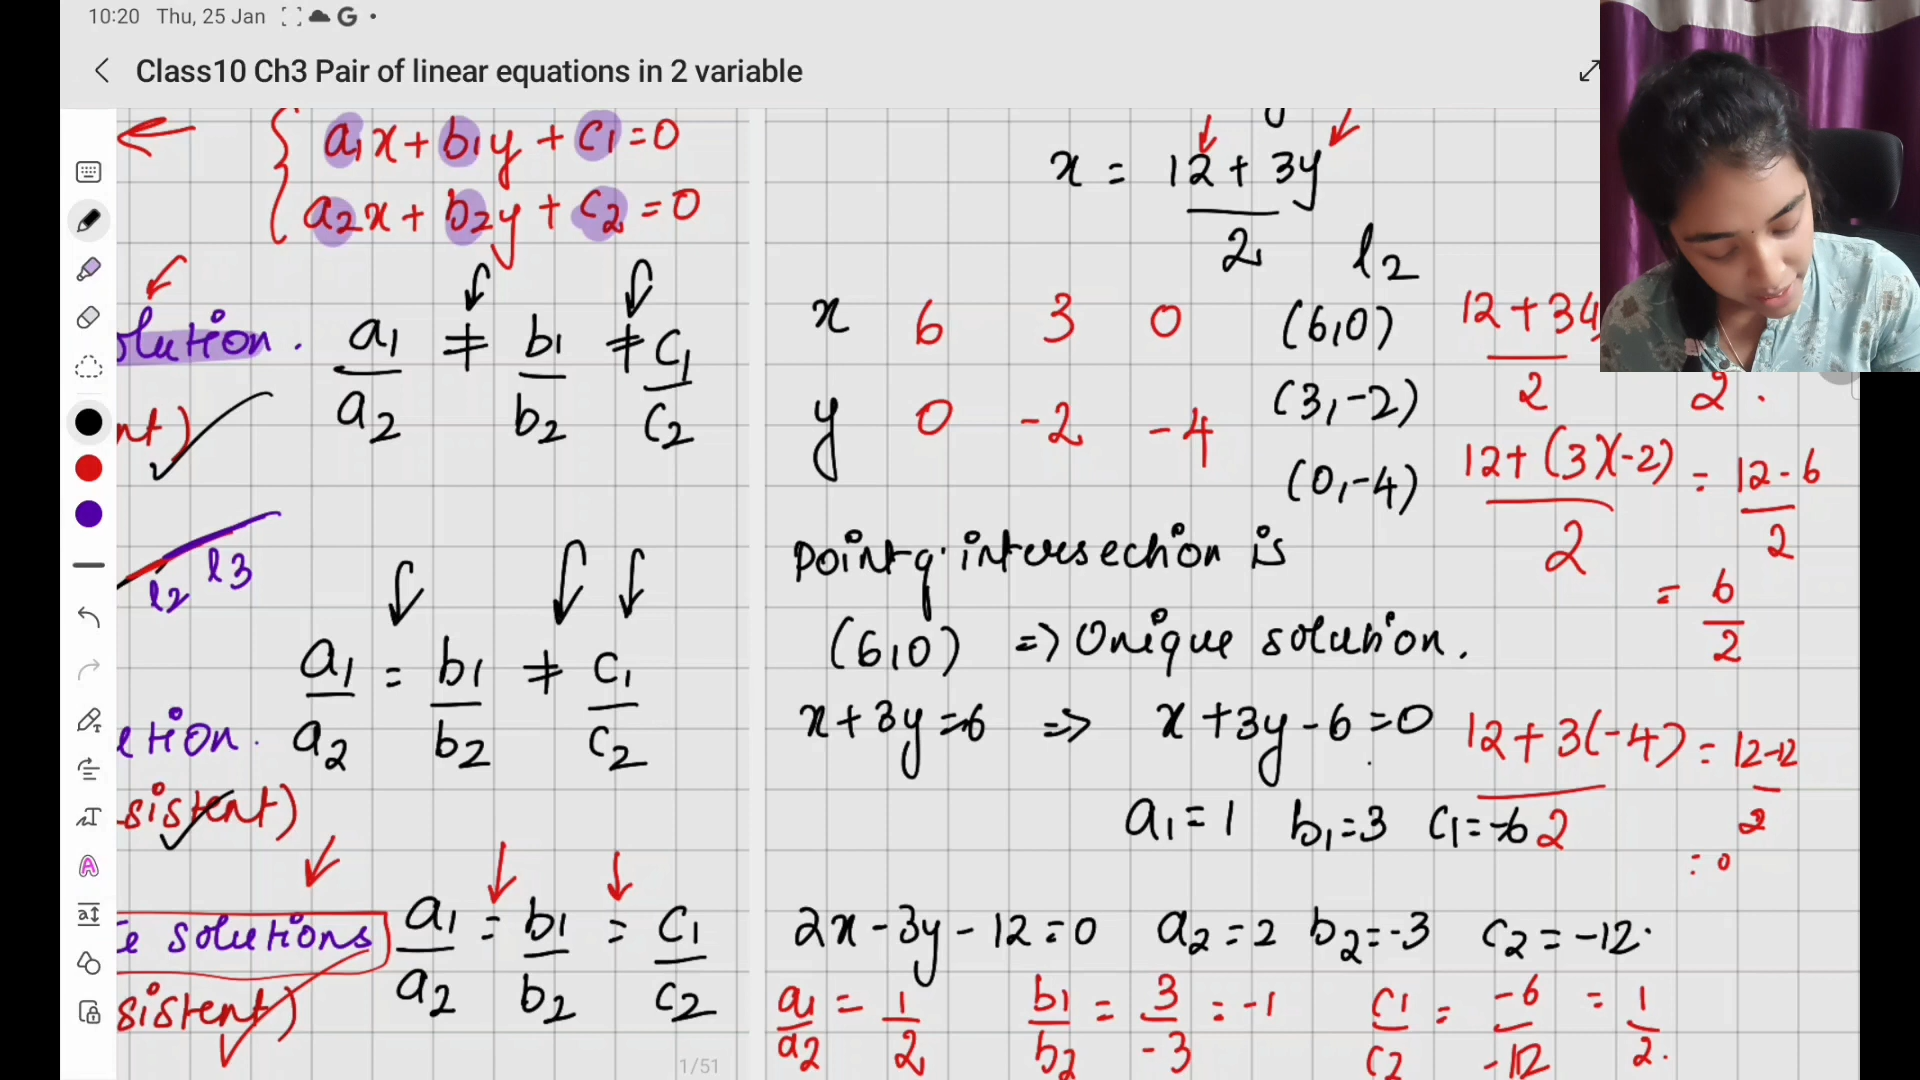 10:20 Thu, 25 Jan
Class10 Ch3 Pair of linear equations in 2 variable
a1x + b1y + c1 = 0
a2x + b2y + c2 = 0
olution. a1/a2 ≠ b1/b2 ≠ c1/c2
nt)
l2 l3
a1/a2 = b1/b2 ≠ c1/c2
tion.
sistent)
e solutions a1/a2 = b1/b2 = c1/c2
sistent)
1/51
x = 12 + 3y
2 l2
x 6 3 0 (6,0)
y 0 -2 -4 (3,-2)
(0,-4)
Point of intersection is
(6,0) => Unique solution.
x + 3y = 6 => x + 3y - 6 = 0
a1 = 1 b1 = 3 c1 = -6
2x - 3y - 12 = 0 a2 = 2 b2 = -3 c2 = -12.
a1/a2 = 1/2 b1/b2 = 3/-3 = -1 c1/c2 = -6/-12 = 1/2.
2 2.
12 + (3)(-2)/2 = 12 - 6/2
= 6/2
12 + 3(-4)/2 = 12 - 12/2
= 0